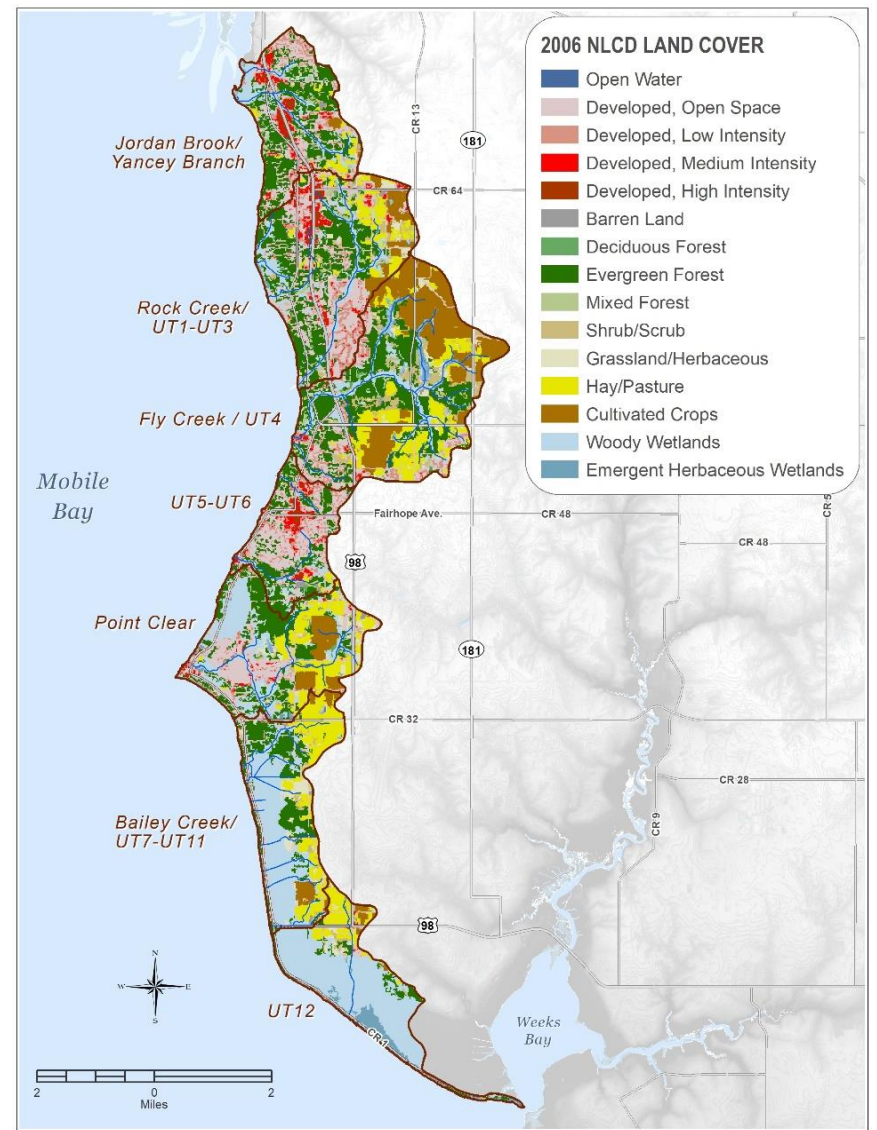 2006 NLCD LAND COVER
Open Water
Developed, Open Space
Developed, Low Intensity
Developed, Medium Intensity
Developed, High Intensity
Barren Land
Deciduous Forest
Evergreen Forest
Mixed Forest
Shrub/Scrub
Grassland/Herbaceous
Hay/Pasture
Cultivated Crops
Woody Wetlands
Emergent Herbaceous Wetlands
CR 13
181
Jordan Brook/
Yancey Branch
CR 64
Rock Creek/
UT1-UT3
Fly Creek / UT4
Mobile
Bay
UT5-UT6
Fairhope Ave.
CR 48
CR 5
CR 48
98
Point Clear
181
CR 32
CR 28
Bailey Creek/
UT7-UT11
CR 9
98
N
W
E
S
UT12
CR 1
Weeks
Bay
2
0
2
Miles